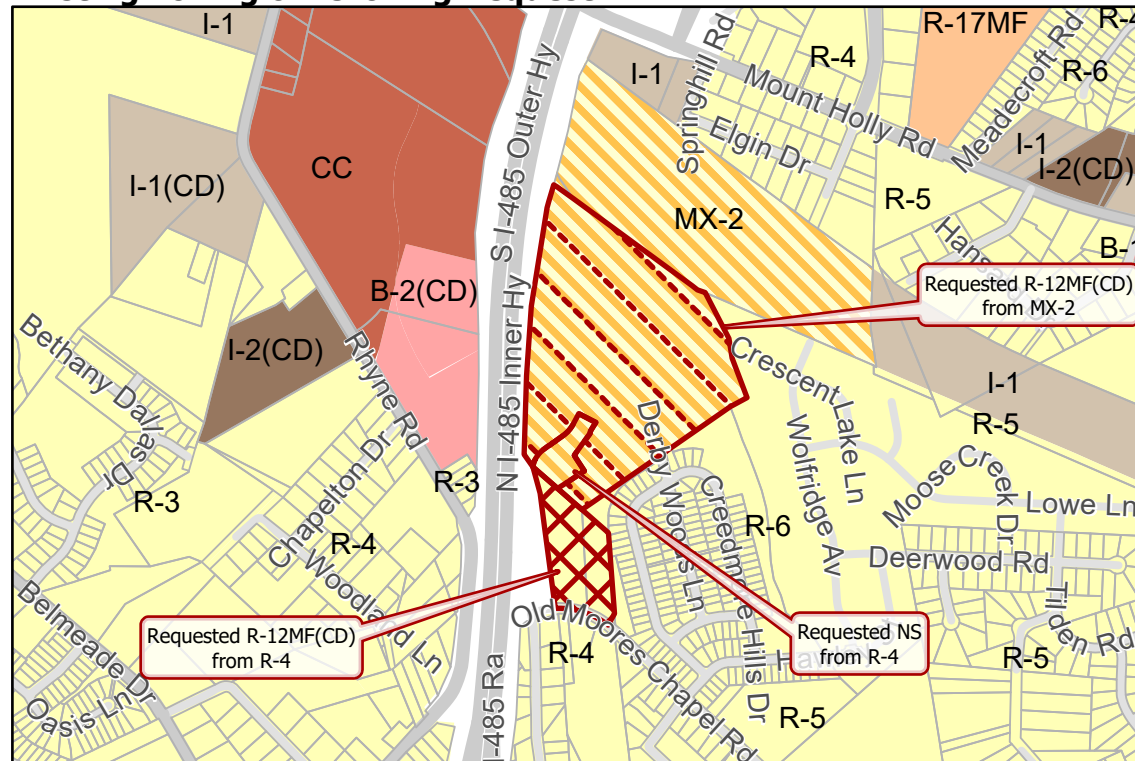 I-1
R-17MF
R-4
R-4
R-6
Meadecroft Rd
I-1
Springhill Rd
Mount Holly Rd
Elgin Dr
I-1
I-2(CD)
S I-485 Outer Hy
CC
I-1(CD)
MX-2
R-5
B-1
Requested R-12MF(CD)
from MX-2
B-2(CD)
N I-485 Inner Hy
I-2(CD)
Rhyne Rd
Bethany Dallas Dr
Crescent
Lake Ln
I-1
R-5
Derby Woods Ln
Wolfridge Av
Moose Creek Dr
Lowe Ln
R-3
R-3
Chapelton Dr
Creedmore Hills Dr
R-6
R-4
Woodland Ln
Deerwood Rd
Tilden Rd
Belmeade Dr
Old Moores Chapel Rd
Requested R-12MF(CD)
from R-4
Requested NS
from R-4
R-4
R-5
R-5
Oasis Ln
I-485 Ra